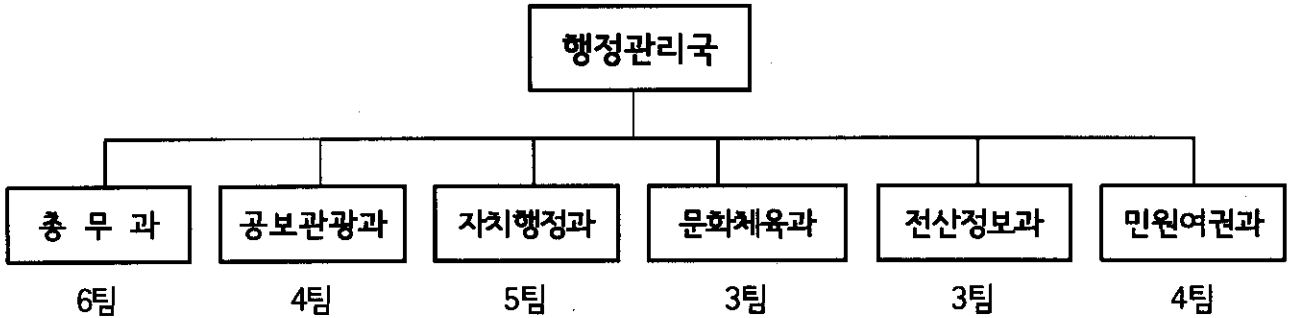 행정관리국
총 무 과 공보관광과 자치행정과 문화체육과 전산정보과 민원여권과
6팀 4팀 5팀 3팀 3팀 4팀